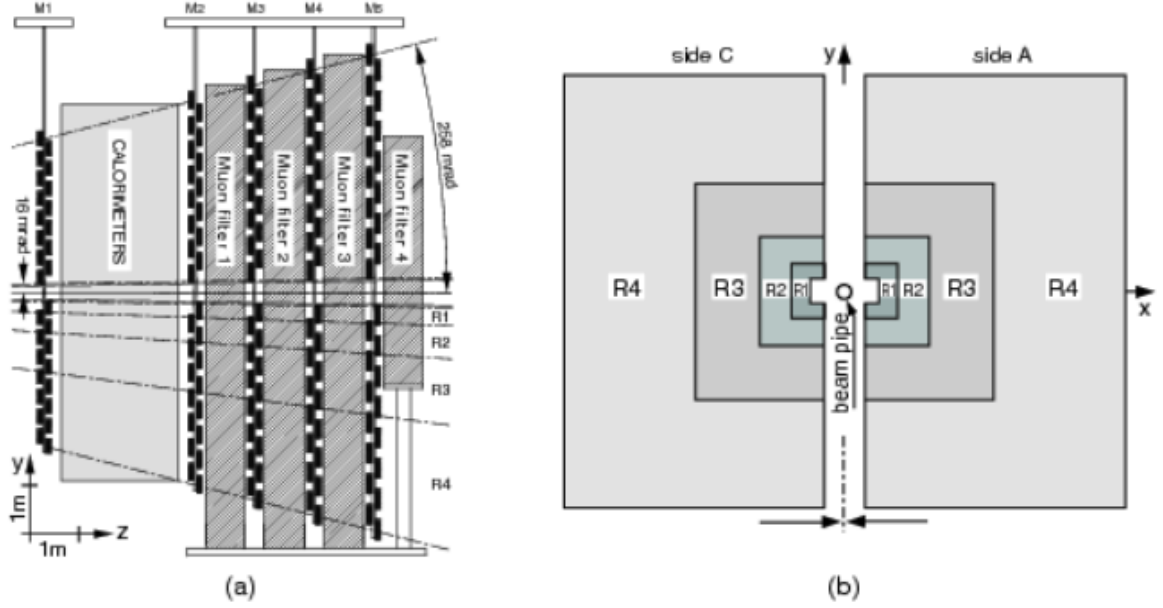 M1
M2
M3
M4
M5
CALORIMETERS
Muon filter 1
Muon filter 2
Muon filter 3
Muon filter 4
258 mrad
16 mrad
R1
R2
R3
R4
y
1m
1m
z
(a)
side C
y
side A
R4
R3
R2
R1
R1
R2
R3
R4
x
beam pipe
(b)